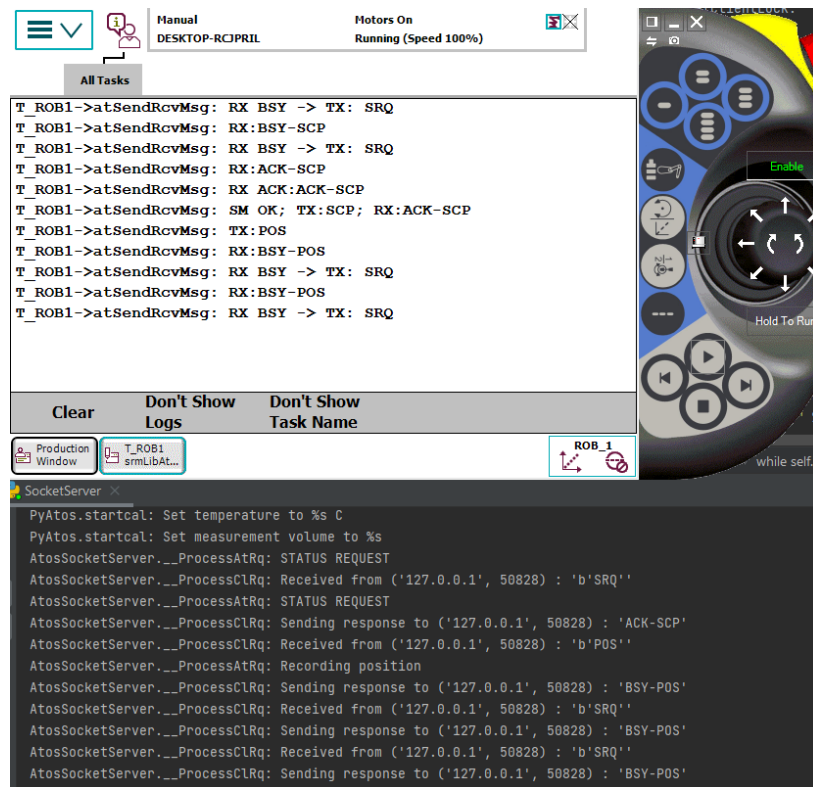 Manual
DESKTOP-RCJPRIL
Motors On
Running (Speed 100%)
All Tasks
T_ROB1->atSendRcvMsg: RX BSY -> TX: SRQ
T_ROB1->atSendRcvMsg: RX:BSY-SCP
T_ROB1->atSendRcvMsg: RX BSY -> TX: SRQ
T_ROB1->atSendRcvMsg: RX:ACK-SCP
T_ROB1->atSendRcvMsg: RX ACK:ACK-SCP
T_ROB1->atSendRcvMsg: SM OK; TX:SCP; RX:ACK-SCP
T_ROB1->atSendRcvMsg: TX:POS
T_ROB1->atSendRcvMsg: RX:BSY-POS
T_ROB1->atSendRcvMsg: RX BSY -> TX: SRQ
T_ROB1->atSendRcvMsg: RX:BSY-POS
T_ROB1->atSendRcvMsg: RX BSY -> TX: SRQ
Enable
Hold To Run
Clear
Don't Show Logs
Don't Show Task Name
Production Window
T_ROB1 srmLibAt...
ROB_1
while self.
SocketServer
PyAtos.startcal: Set temperature to %s C
PyAtos.startcal: Set measurement volume to %s
AtosSocketServer.__ProcessAtRq: STATUS REQUEST
AtosSocketServer.__ProcessClRq: Received from ('127.0.0.1', 50828) : 'b'SRQ''
AtosSocketServer.__ProcessAtRq: STATUS REQUEST
AtosSocketServer.__ProcessClRq: Sending response to ('127.0.0.1', 50828) : 'ACK-SCP'
AtosSocketServer.__ProcessClRq: Received from ('127.0.0.1', 50828) : 'b'POS''
AtosSocketServer.__ProcessAtRq: Recording position
AtosSocketServer.__ProcessClRq: Sending response to ('127.0.0.1', 50828) : 'BSY-POS'
AtosSocketServer.__ProcessClRq: Received from ('127.0.0.1', 50828) : 'b'SRQ''
AtosSocketServer.__ProcessClRq: Sending response to ('127.0.0.1', 50828) : 'BSY-POS'
AtosSocketServer.__ProcessClRq: Received from ('127.0.0.1', 50828) : 'b'SRQ''
AtosSocketServer.__ProcessClRq: Sending response to ('127.0.0.1', 50828) : 'BSY-POS'